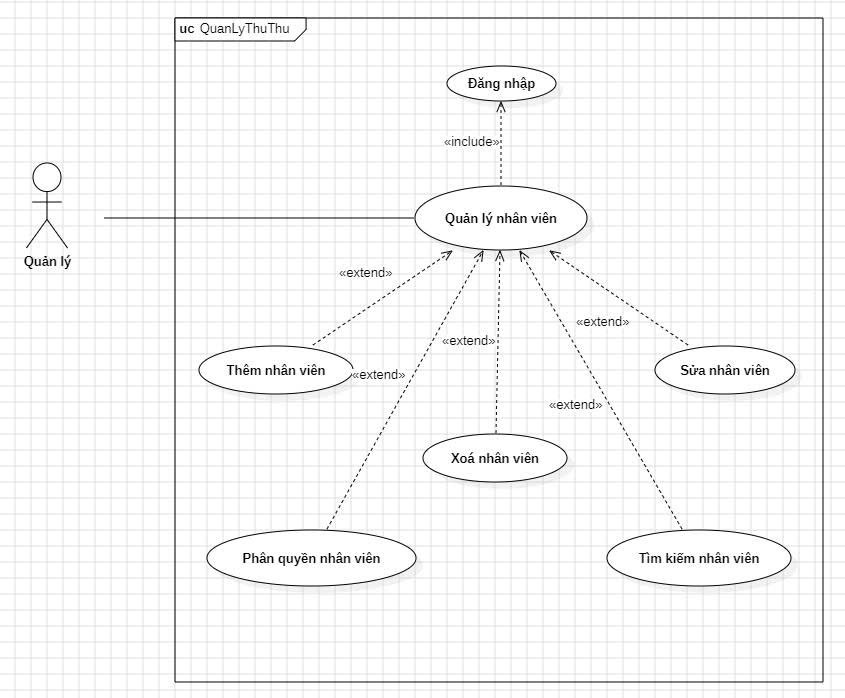 uc QuanLyThuThu
Đăng nhập
«include»
Quản lý nhân viên
Quản lý
«extend»
«extend»
«extend»
«extend»
«extend»
Thêm nhân viên
Sửa nhân viên
Xoá nhân viên
Phân quyền nhân viên
Tìm kiếm nhân viên